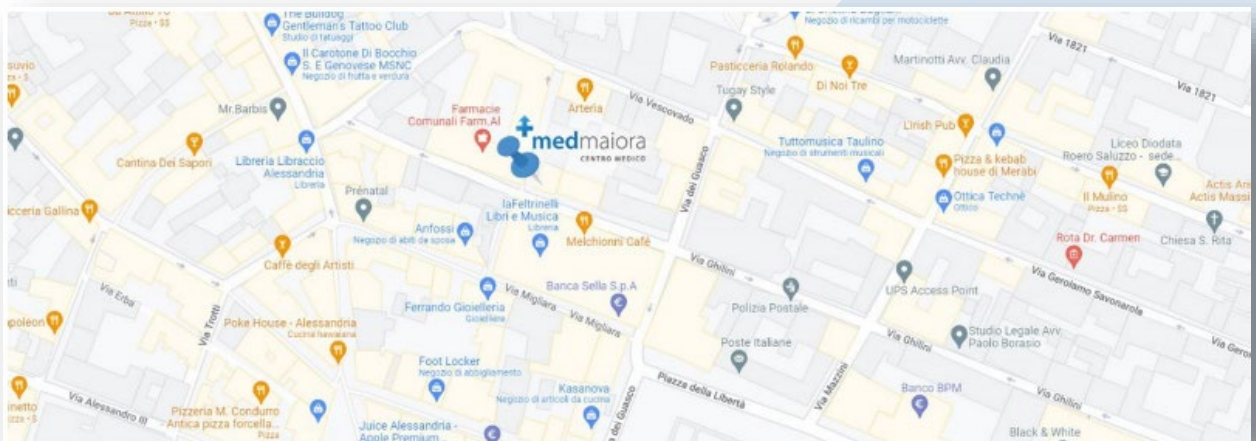 The Bulldog
Gentleman's Tattoo Club
Studio di tatuaggi
Negozio di ricambi per motociclette
Pizza • SS
Il Carotone Di Bocchio
S. E Genovese MSNC
Negozio di frutta e verdura
Pasticceria Rolando
Di Noi Tre
Martinotti Avv. Claudia
Via 1821
Via 1821
Mr.Barbis
Farmacie
Comunali Farm.Al
Arteria
Via Vescovado
Tugay Style
L'Irish Pub
medmaiora
CENTRO MEDICO
Cantina Dei Sapori
Libreria Libraccio
Alessandria
Libreria
Tuttomusica Taulino
Negozio di strumenti musicali
Pizza & kebab
house di Merabi
Liceo Diodata
Roero Saluzzo - sede...
Prénatal
laFeltrinelli
Libri e Musica
Libreria
Via dei Guasco
Ottica Technè
Ottico
Il Mulino
Pizza • SS
Actis Massi
Anfossi
Negozio di abiti da sposa
Melchionni Café
Rota Dr. Carmen
Chiesa S. Rita
Caffè degli Artisti
Via Ghilini
Via Gerolamo Savonarola
Via Erba
Ferrando Gioielleria
Gioielliere
Via Migliara
Banca Sella S.p.A
Via Migliara
Polizia Postale
UPS Access Point
Via Trotti
Poke House - Alessandria
Cucina hawaiana
Poste Italiane
Via Ghilini
Studio Legale Avv.
Paolo Borasio
Foot Locker
Negozio di abbigliamento
Kasanova
Negozio di articoli da cucina
Piazza della Libertà
Via Mazzini
Banco BPM
Via Ghilini
Via Alessandro III
Pizzeria M. Condurro
Antica pizza forcella...
Pizza
Juice Alessandria -
Apple Premium...
Black & White